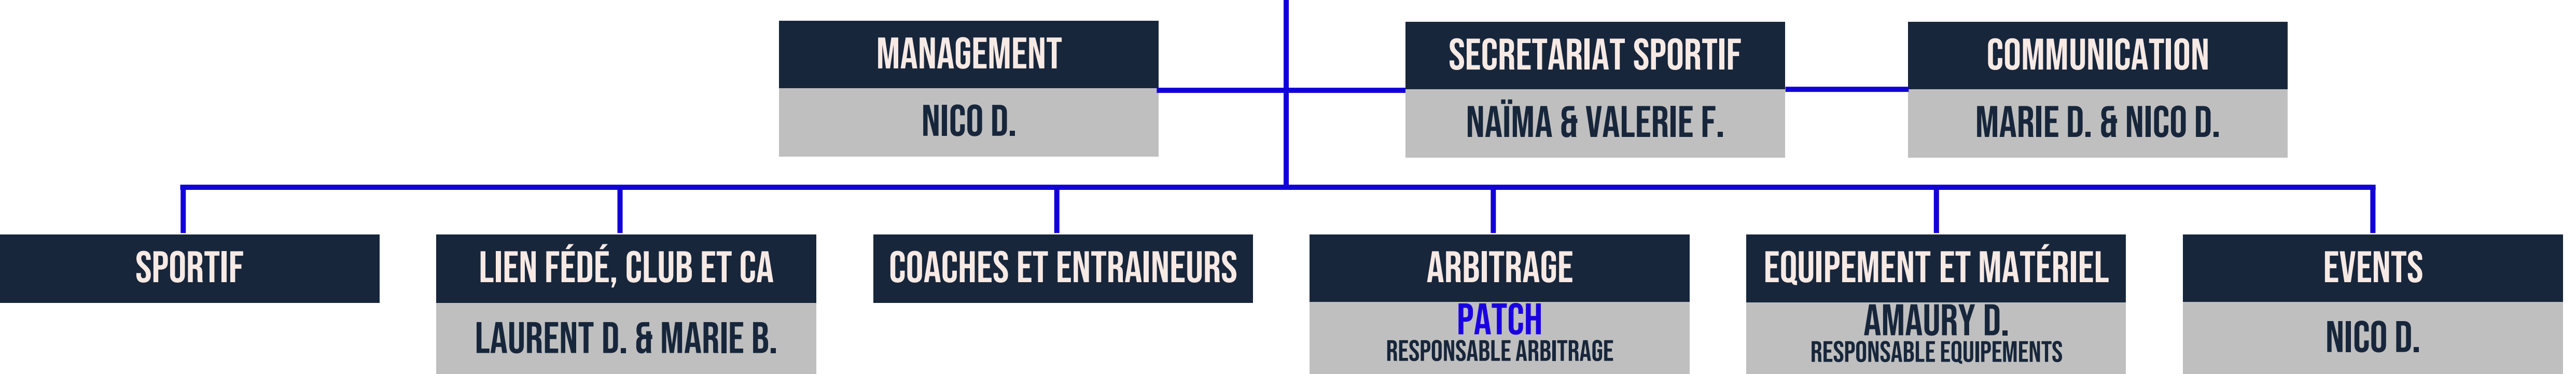 MANAGEMENT
NICO D.
SECRETARIAT SPORTIF
NAÏMA & VALERIE F.
COMMUNICATION
MARIE D. & NICO D.
SPORTIF
LIEN FÉDÉ, CLUB ET CA
LAURENT D. & MARIE B.
COACHES ET ENTRAINEURS
ARBITRAGE
PATCH
RESPONSABLE ARBITRAGE
EQUIPEMENT ET MATÉRIEL
AMAURY D.
RESPONSABLE EQUIPEMENTS
EVENTS
NICO D.